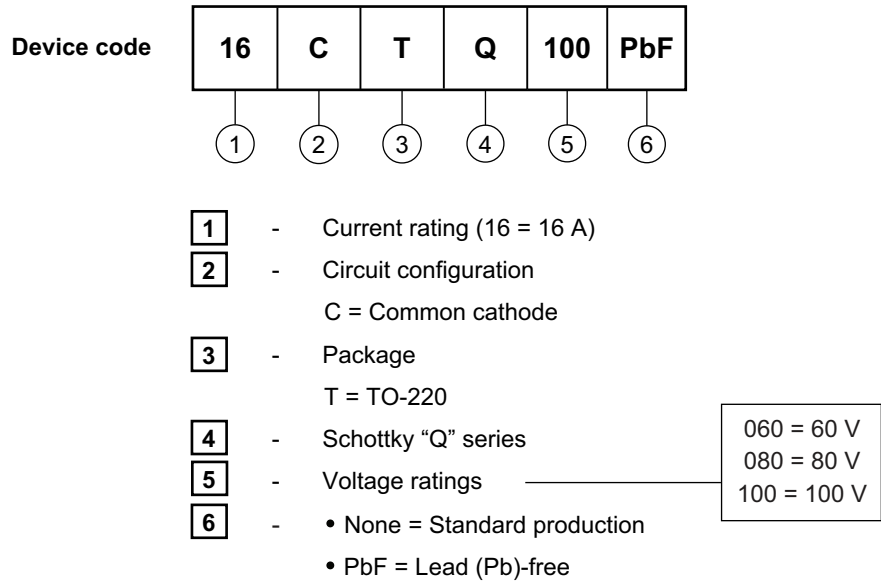 Device code 16 C T Q 100 PbF
1 2 3 4 5 6
1 - Current rating (16 = 16 A)
2 - Circuit configuration
C = Common cathode
3 - Package
T = TO-220
4 - Schottky “Q” series
5 - Voltage ratings
060 = 60 V
080 = 80 V
100 = 100 V
6 - • None = Standard production
• PbF = Lead (Pb)-free